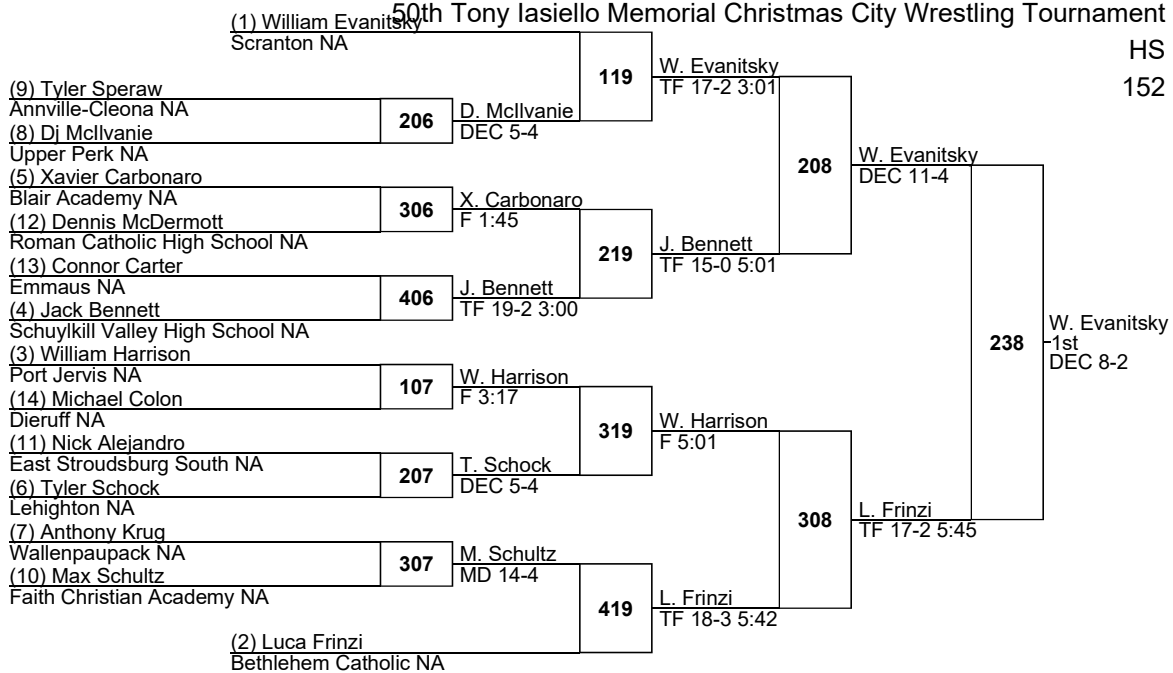 50th Tony Iasiello Memorial Christmas City Wrestling Tournament
HS
152
(1) William Evanitsky
Scranton NA
(9) Tyler Speraw
Annville-Cleona NA
(8) Dj McIlvanie
Upper Perk NA
(5) Xavier Carbonaro
Blair Academy NA
(12) Dennis McDermott
Roman Catholic High School NA
(13) Connor Carter
Emmaus NA
(4) Jack Bennett
Schuylkill Valley High School NA
(3) William Harrison
Port Jervis NA
(14) Michael Colon
Dieruff NA
(11) Nick Alejandro
East Stroudsburg South NA
(6) Tyler Schock
Lehighton NA
(7) Anthony Krug
Wallenpaupack NA
(10) Max Schultz
Faith Christian Academy NA
(2) Luca Frinzi
Bethlehem Catholic NA
206
D. McIlvanie
DEC 5-4
306
X. Carbonaro
F 1:45
406
J. Bennett
TF 19-2 3:00
107
W. Harrison
F 3:17
207
T. Schock
DEC 5-4
307
M. Schultz
MD 14-4
119
W. Evanitsky
TF 17-2 3:01
219
J. Bennett
TF 15-0 5:01
319
W. Harrison
F 5:01
419
L. Frinzi
TF 18-3 5:42
208
W. Evanitsky
DEC 11-4
308
L. Frinzi
TF 17-2 5:45
238
W. Evanitsky
1st
DEC 8-2